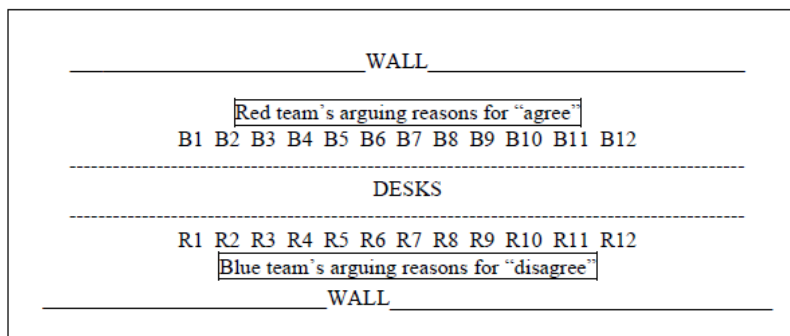 WALL
Red team's arguing reasons for “agree”
B1 B2 B3 B4 B5 B6 B7 B8 B9 B10 B11 B12
DESKS
R1 R2 R3 R4 R5 R6 R7 R8 R9 R10 R11 R12
Blue team's arguing reasons for “disagree”
WALL